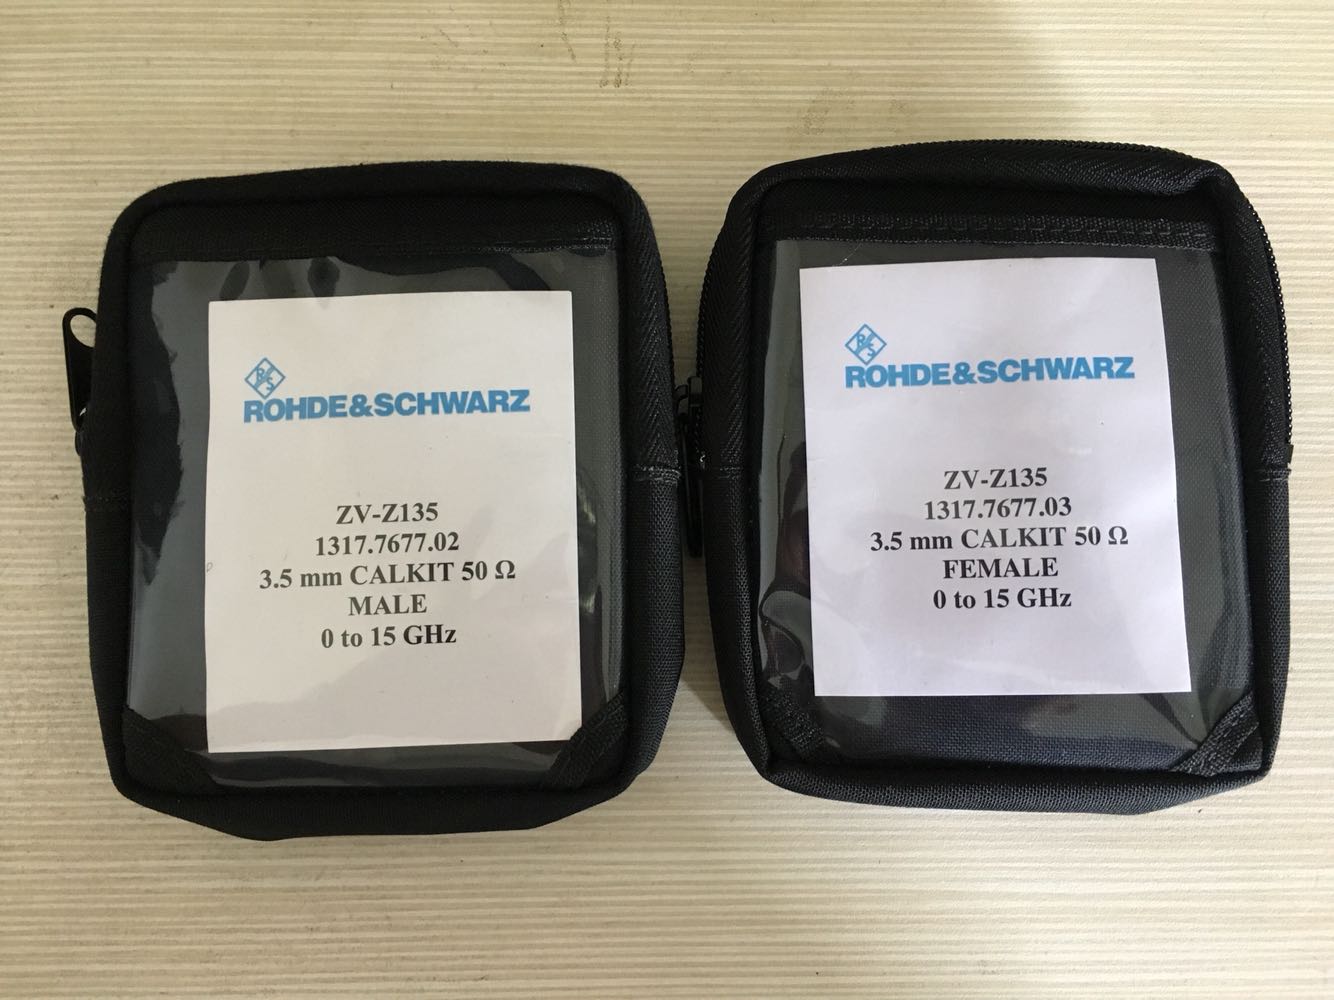 R&S
ROHDE&SCHWARZ
ZV-Z135
1317.7677.02
3.5 mm CALKIT 50 Ω
MALE
0 to 15 GHz
R&S
ROHDE&SCHWARZ
ZV-Z135
1317.7677.03
3.5 mm CALKIT 50 Ω
FEMALE
0 to 15 GHz